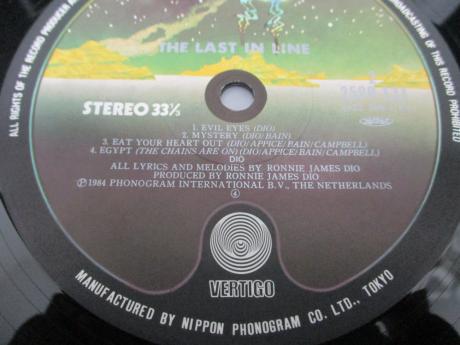 ALL RIGHTS OF THE RECORD PRODUCER
BROADCASTING OF THIS RECORD PROHIBITED
THE LAST IN LINE
STEREO 33⅓
1. EVIL EYES (DIO)
2. MYSTERY (DIO/BAIN)
3. EAT YOUR HEART OUT (DIO/APPICE/BAIN/CAMPBELL)
4. EGYPT (THE CHAINS ARE ON) (DIO/APPICE/BAIN/CAMPBELL)
DIO
ALL LYRICS AND MELODIES BY RONNIE JAMES DIO
PRODUCED BY RONNIE JAMES DIO
Ⓟ1984 PHONOGRAM INTERNATIONAL B.V., THE NETHERLANDS
④
VERTIGO
MANUFACTURED BY NIPPON PHONOGRAM CO., LTD., TOKYO